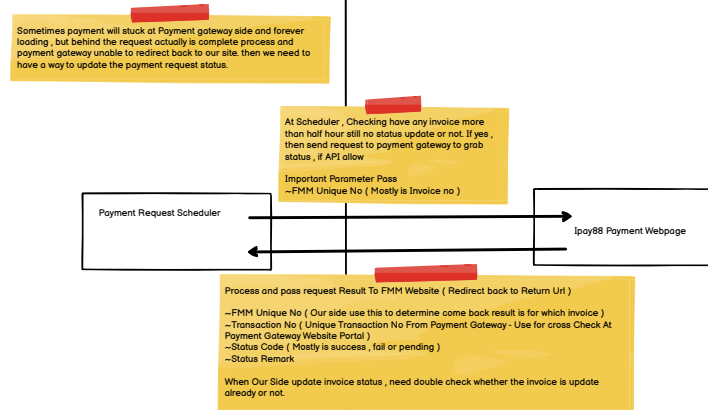 Sometimes payment will stuck at Payment gateway side and forever
loading , but behind the request actually is complete process and
payment gateway unable to redirect back to our site. then we need to
have a way to update the payment request status.
At Scheduler , Checking have any invoice more
than half hour still no status update or not. If yes ,
then send request to payment gateway to grab
status , if API allow
Important Parameter Pass
~FMM Unique No ( Mostly is Invoice no )
Payment Request Scheduler
Ipay88 Payment Webpage
Process and pass request Result To FMM Website ( Redirect back to Return Url )
~FMM Unique No ( Our side use this to determine come back result is for which invoice )
~Transaction No ( Unique Transaction No From Payment Gateway - Use for cross Check At
Payment Gateway Website Portal )
~Status Code ( Mostly is success , fail or pending )
~Status Remark
When Our Side update invoice status , need double check whether the invoice is update
already or not.